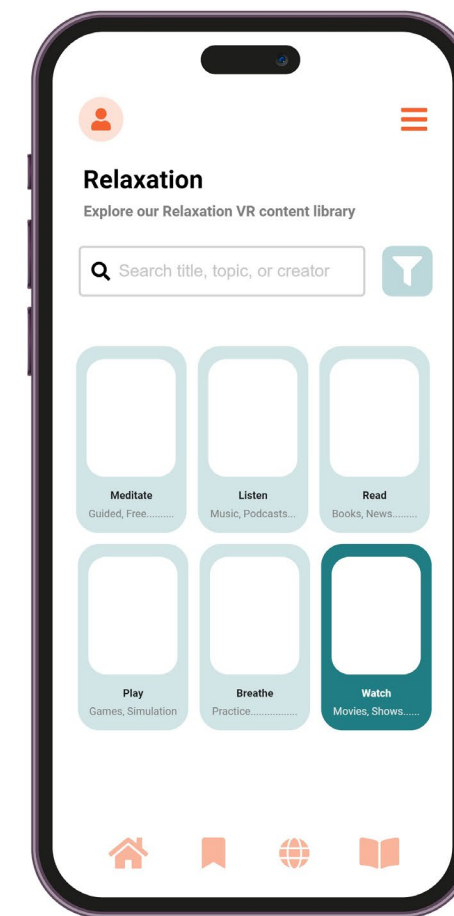 Relaxation
Explore our Relaxation VR content library
Search title, topic, or creator
Meditate
Guided, Free..........
Listen
Music, Podcasts...
Read
Books, News.........
Play
Games, Simulation
Breathe
Practice.................
Watch
Movies, Shows......